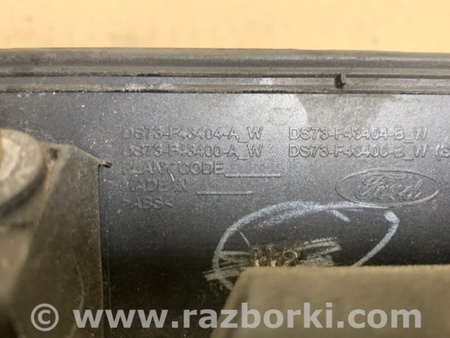 DS73-F43404-A_W DS73-F43404-B_W
DS73-F43400-A_W DS73-F43400-B_W (S
PLANT CODE
MADE IN
>ABS<
Ford
© www.razborki.com